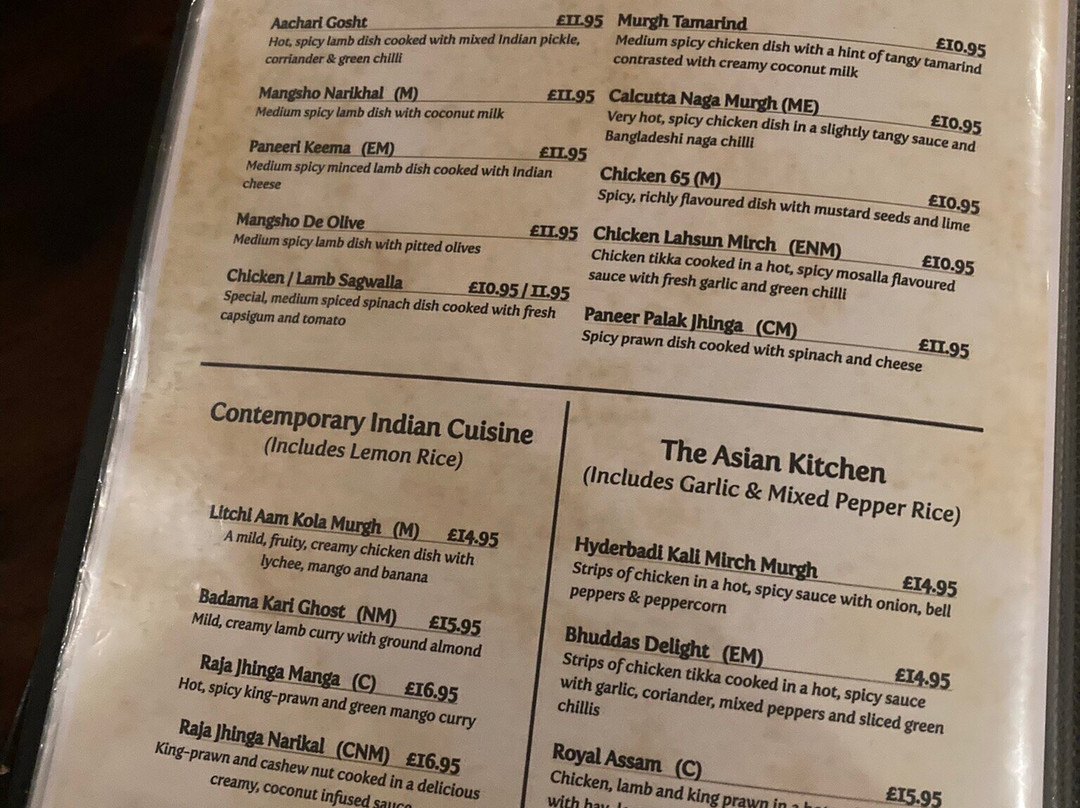 Aachari Gosht £11.95
Hot, spicy lamb dish cooked with mixed Indian pickle,
corriander & green chilli
Mangsho Narikhal (M) £11.95
Medium spicy lamb dish with coconut milk
Paneeri Keema (EM) £11.95
Medium spicy minced lamb dish cooked with Indian
cheese
Mangsho De Olive £11.95
Medium spicy lamb dish with pitted olives
Chicken / Lamb Sagwalla £10.95 / 11.95
Special, medium spiced spinach dish cooked with fresh
capsigum and tomato
Murgh Tamarind £10.95
Medium spicy chicken dish with a hint of tangy tamarind
contrasted with creamy coconut milk
Calcutta Naga Murgh (ME) £10.95
Very hot, spicy chicken dish in a slightly tangy sauce and
Bangladeshi naga chilli
Chicken 65 (M) £10.95
Spicy, richly flavoured dish with mustard seeds and lime
Chicken Lahsun Mirch (ENM) £10.95
Chicken tikka cooked in a hot, spicy mosalla flavoured
sauce with fresh garlic and green chilli
Paneer Palak Jhinga (CM) £11.95
Spicy prawn dish cooked with spinach and cheese
Contemporary Indian Cuisine
(Includes Lemon Rice)
Litchi Aam Kola Murgh (M) £14.95
A mild, fruity, creamy chicken dish with
lychee, mango and banana
Badama Kari Ghost (NM) £15.95
Mild, creamy lamb curry with ground almond
Raja Jhinga Manga (C) £16.95
Hot, spicy king-prawn and green mango curry
Raja Jhinga Narikal (CNM) £16.95
King-prawn and cashew nut cooked in a delicious
creamy, coconut infused sauce
The Asian Kitchen
(Includes Garlic & Mixed Pepper Rice)
Hyderbadi Kali Mirch Murgh £14.95
Strips of chicken in a hot, spicy sauce with onion, bell
peppers & peppercorn
Bhuddas Delight (EM) £14.95
Strips of chicken tikka cooked in a hot, spicy sauce
with garlic, coriander, mixed peppers and sliced green
chillis
Royal Assam (C) £15.95
Chicken, lamb and king prawn in a hot
with bay